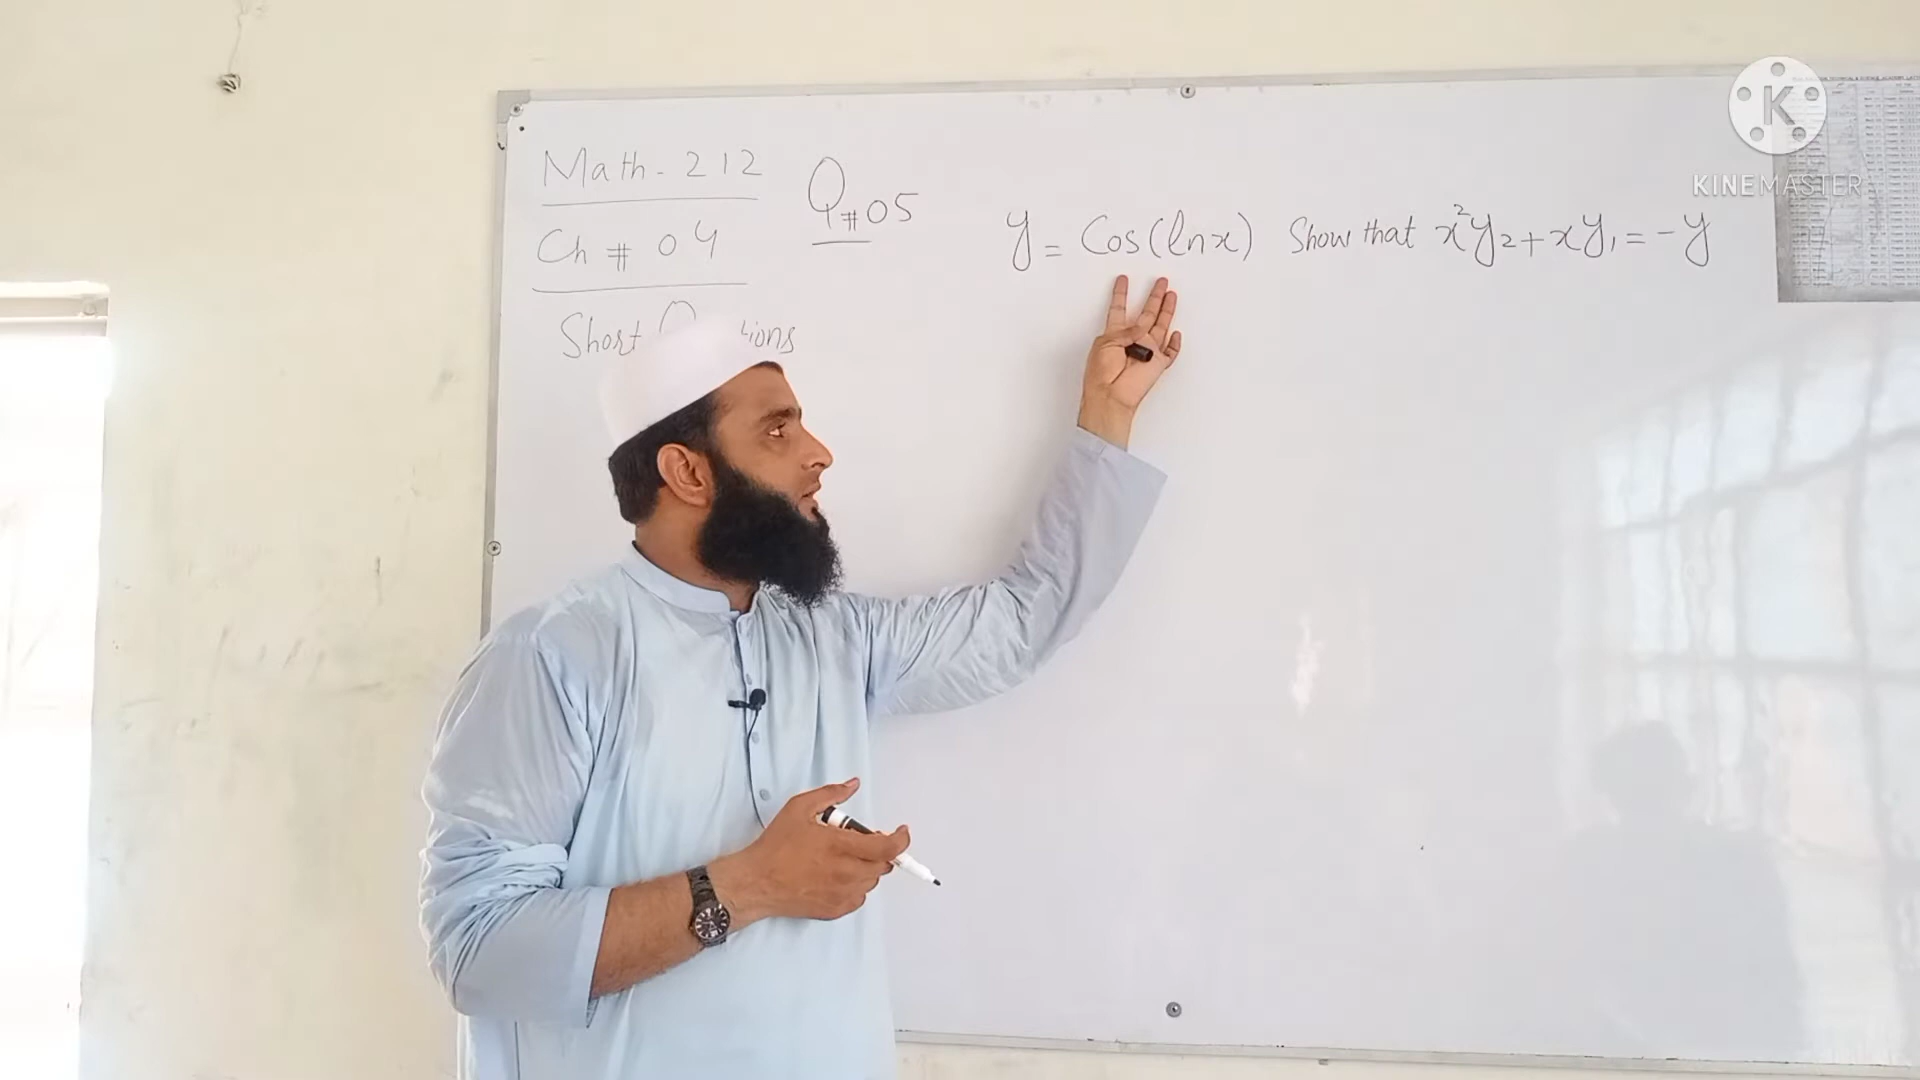 Math-212
Ch # 04
Short
Q#05
y = Cos(lnx) Show that x²y₂+xy₁=-y
KINEMASTER